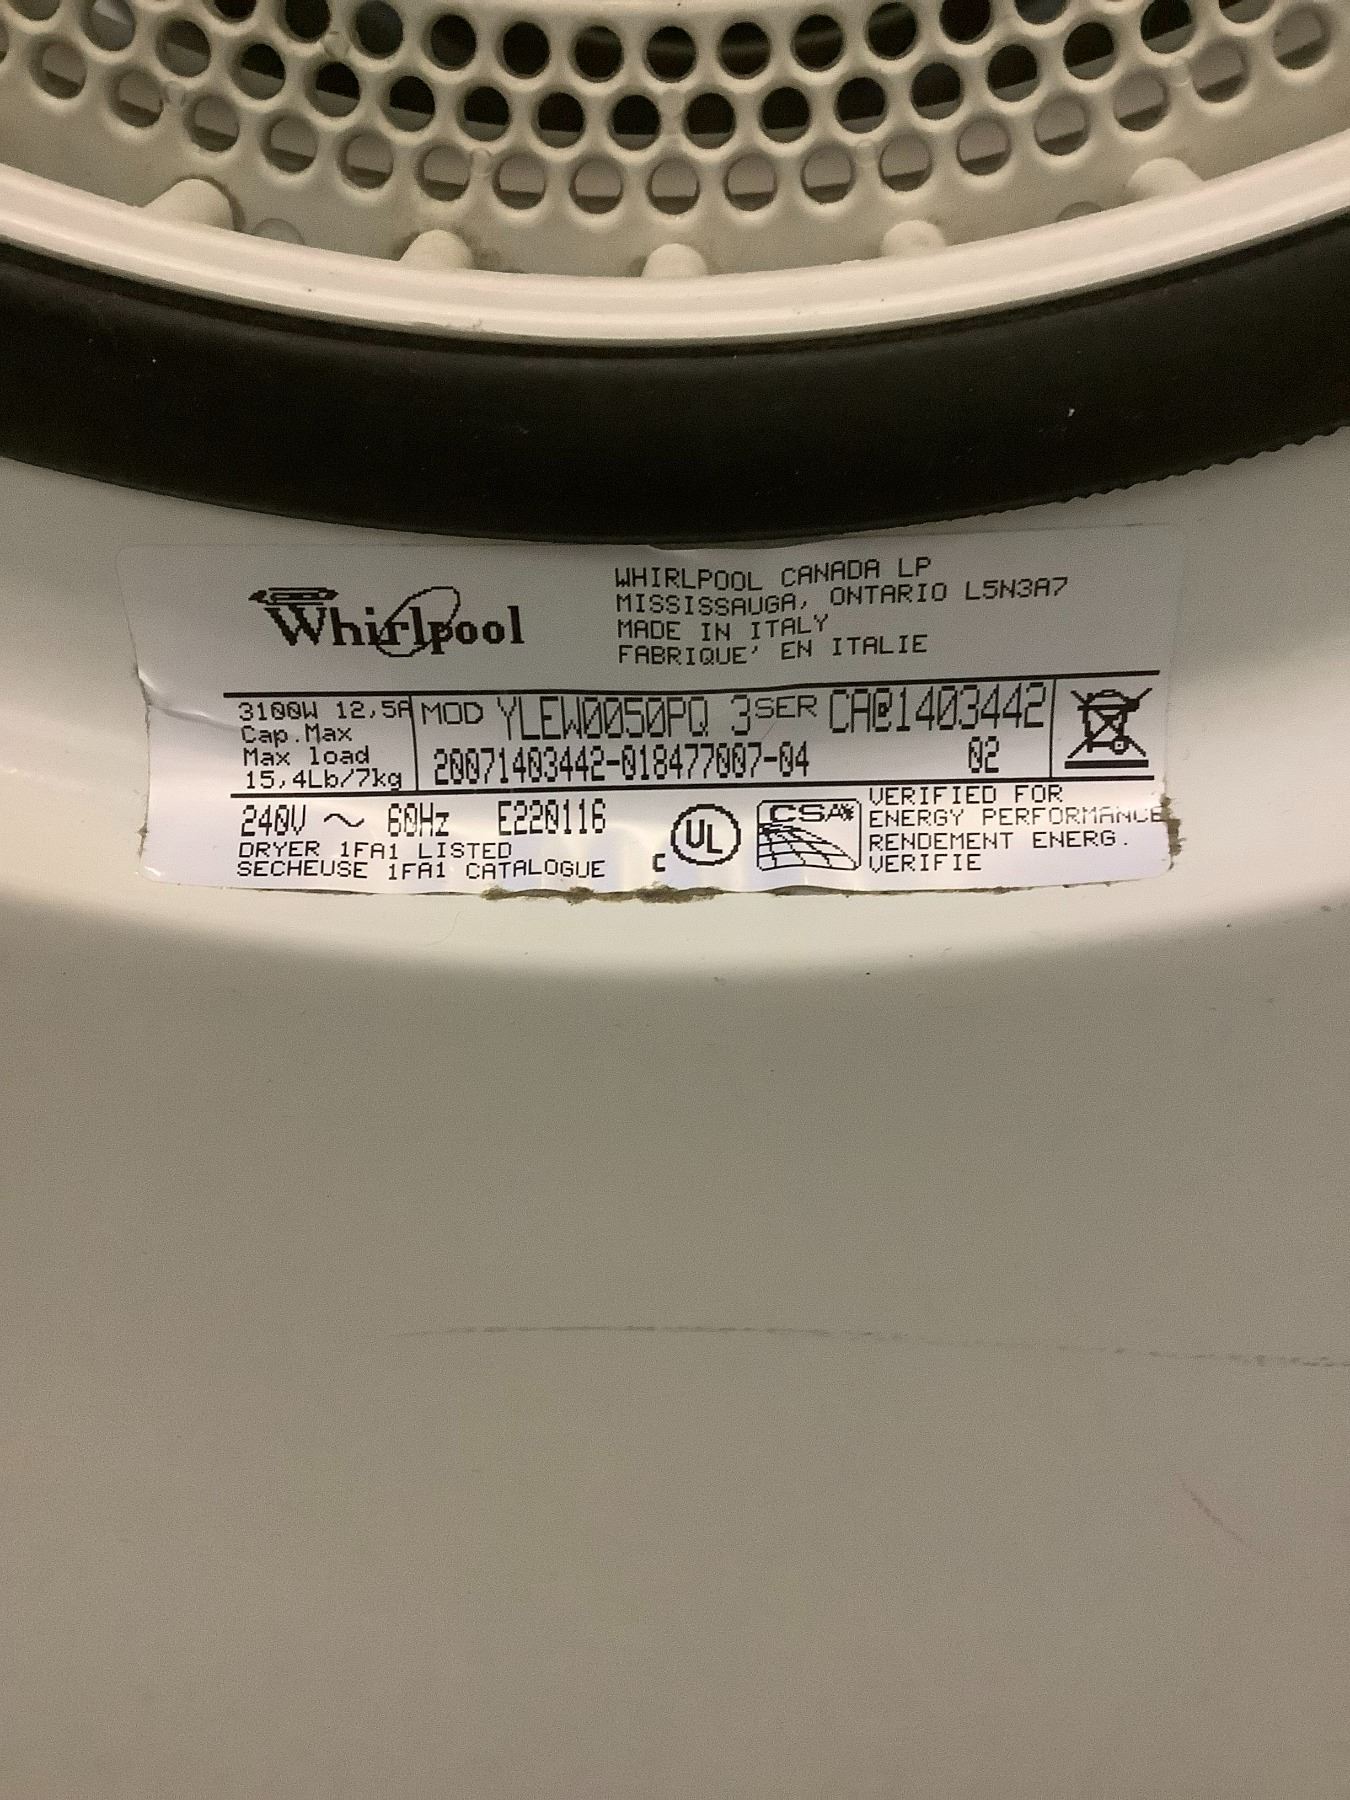 Whirlpool
WHIRLPOOL CANADA LP
MISSISSAUGA, ONTARIO L5N3A7
MADE IN ITALY
FABRIQUE' EN ITALIE
3100W 12,5A
Cap.Max
Max load
15,4Lb/7kg
MOD YLEW0050PQ 3 SER CA@1403442
20071403442-018477007-04 02
240V ~ 60Hz E220116
DRYER 1FA1 LISTED
SECHEUSE 1FA1 CATALOGUE
c UL
CSA
VERIFIED FOR
ENERGY PERFORMANCE
RENDEMENT ENERG.
VERIFIE